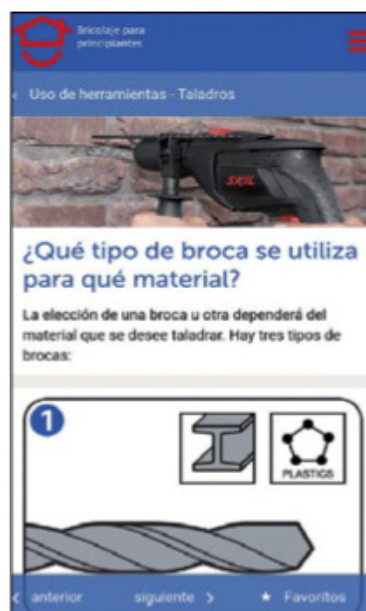 Bricolaje para
principiantes
‹ Uso de herramientas - Taladros
SKIL
¿Qué tipo de broca se utiliza
para qué material?
La elección de una broca u otra dependerá del
material que se desee taladrar. Hay tres tipos de
brocas:
1
PLASTICS
‹ anterior siguiente › ★ Favoritos